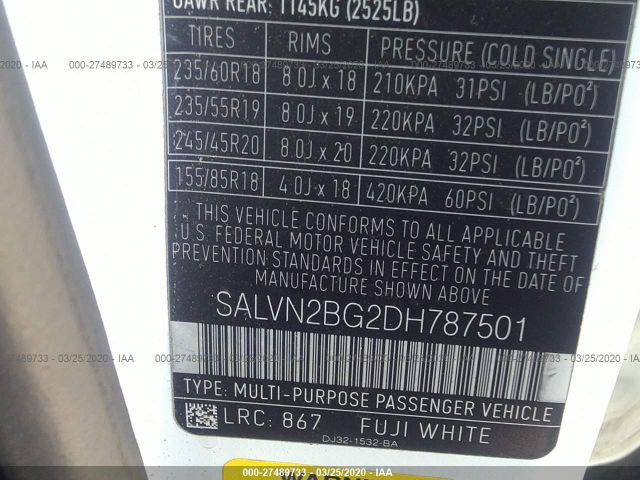 GAWR REAR: 1145KG (2525LB)
TIRES RIMS PRESSURE (COLD SINGLE)
235/60R18 8.0J x 18 210KPA 31PSI (LB/PO²)
235/55R19 8.0J x 19 220KPA 32PSI (LB/PO²)
245/45R20 8.0J x 20 220KPA 32PSI (LB/PO²)
155/85R18 4.0J x 18 420KPA 60PSI (LB/PO²)
THIS VEHICLE CONFORMS TO ALL APPLICABLE
U.S. FEDERAL MOTOR VEHICLE SAFETY AND THEFT
PREVENTION STANDARDS IN EFFECT ON THE DATE OF
MANUFACTURE SHOWN ABOVE
SALVN2BG2DH787501
TYPE: MULTI-PURPOSE PASSENGER VEHICLE
LRC: 867 FUJI WHITE
DJ32-1532-BA
WARNING
000-27489733 - 03/25/2020 - IAA